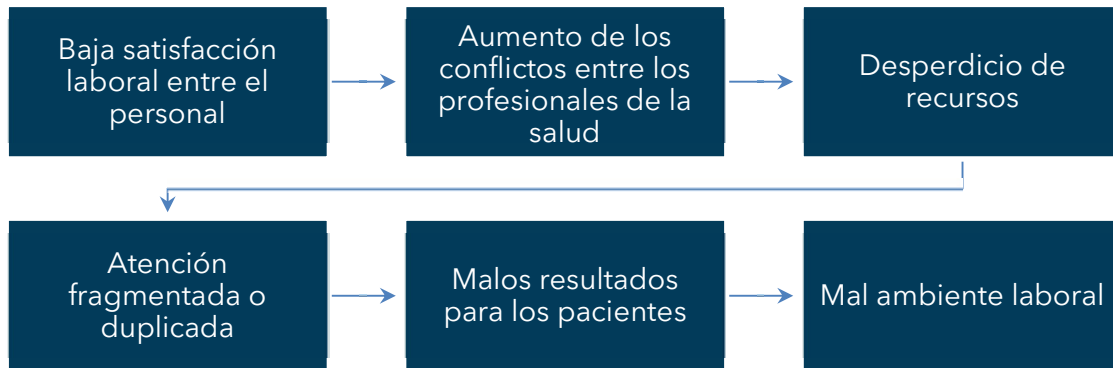 Baja satisfacción
laboral entre el
personal
Aumento de los
conflictos entre los
profesionales de la
salud
Desperdicio de
recursos
Atención
fragmentada o
duplicada
Malos resultados
para los pacientes
Mal ambiente laboral